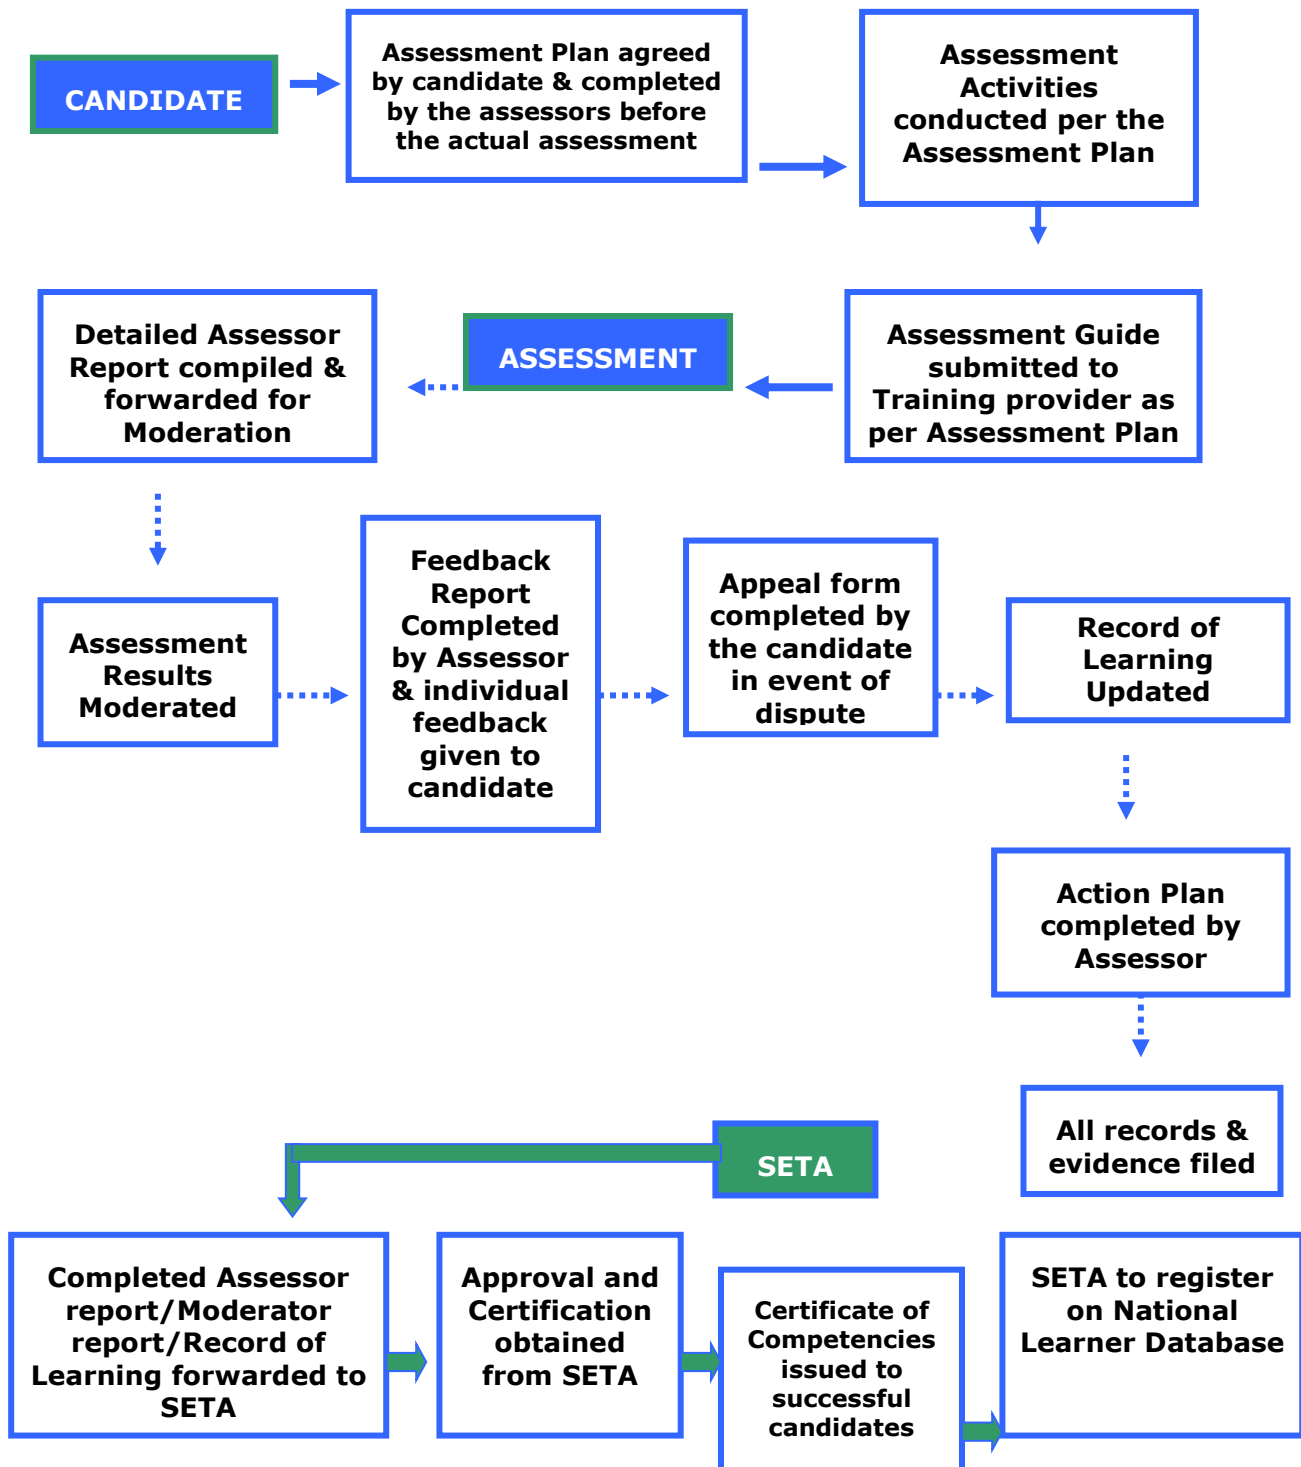 CANDIDATE
Assessment Plan agreed
by candidate & completed
by the assessors before
the actual assessment
Assessment
Activities
conducted per the
Assessment Plan
Assessment Guide
submitted to
Training provider as
per Assessment Plan
ASSESSMENT
Detailed Assessor
Report compiled &
forwarded for
Moderation
Assessment
Results
Moderated
Feedback
Report
Completed
by Assessor
& individual
feedback
given to
candidate
Appeal form
completed by
the candidate
in event of
dispute
Record of
Learning
Updated
Action Plan
completed by
Assessor
All records &
evidence filed
SETA
Completed Assessor
report/Moderator
report/Record of
Learning forwarded to
SETA
Approval and
Certification
obtained
from SETA
Certificate of
Competencies
issued to
successful
candidates
SETA to register
on National
Learner Database